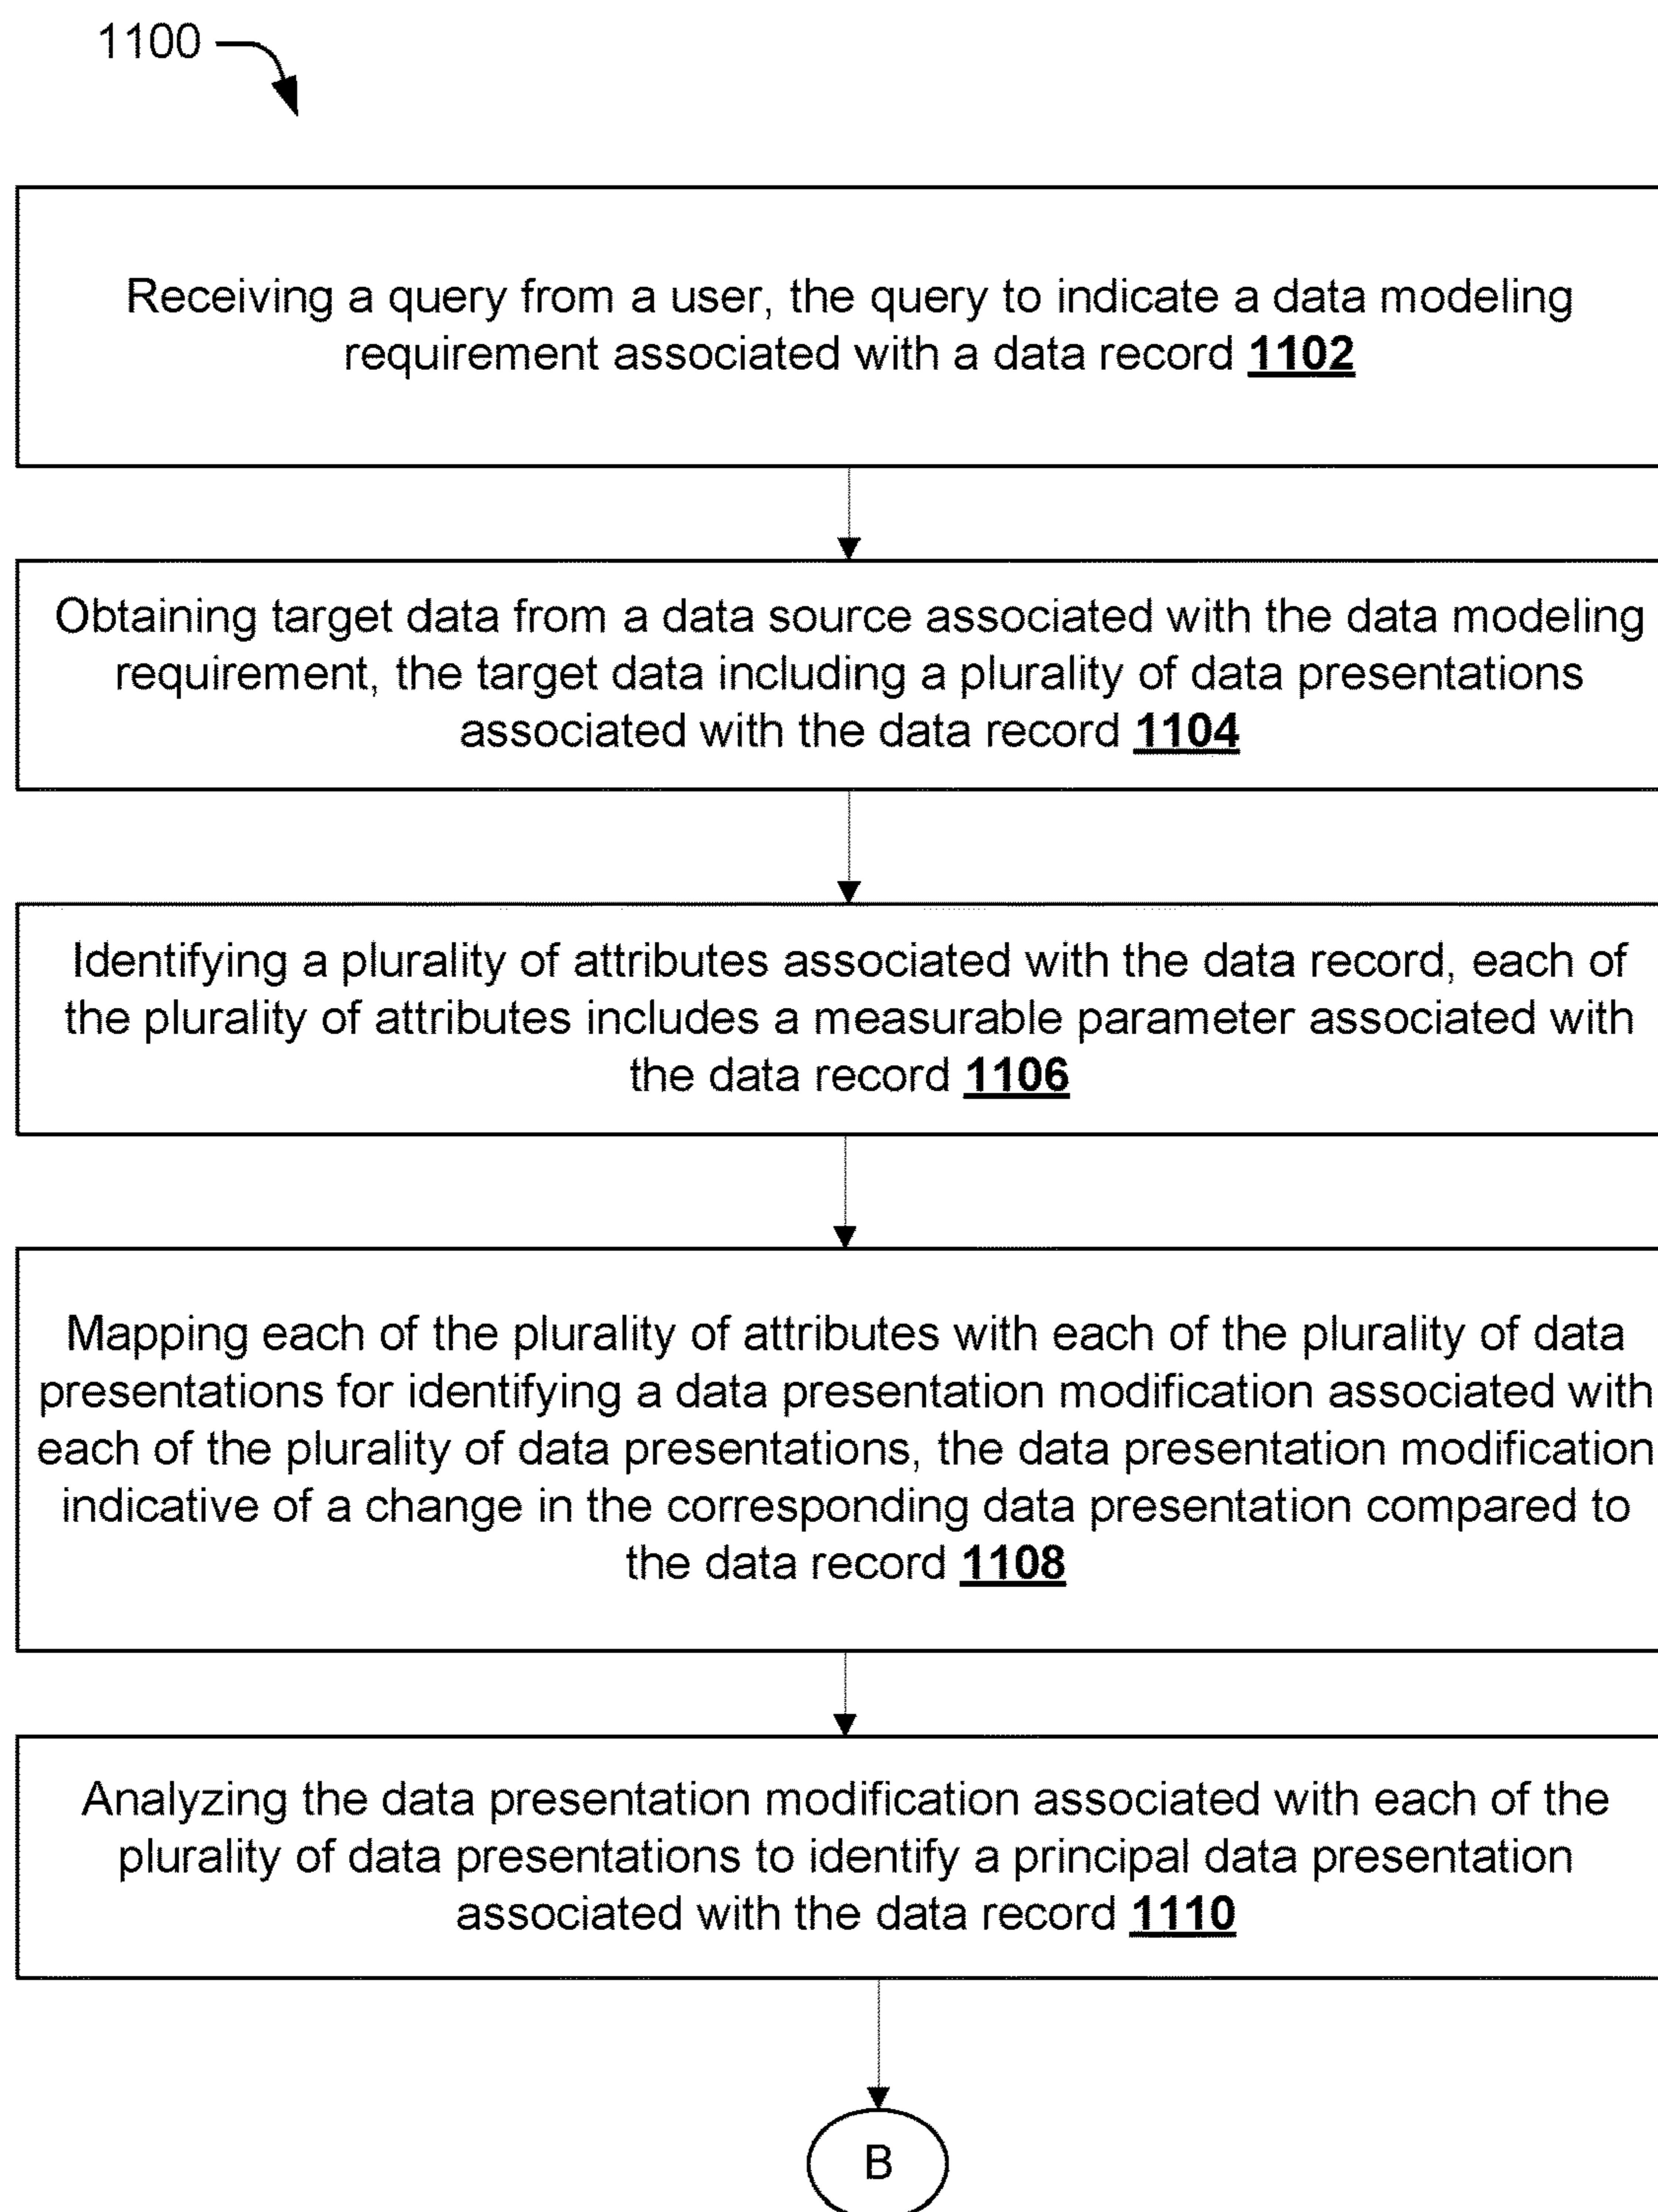 1100
Receiving a query from a user, the query to indicate a data modeling
requirement associated with a data record 1102
Obtaining target data from a data source associated with the data modeling
requirement, the target data including a plurality of data presentations
associated with the data record 1104
Identifying a plurality of attributes associated with the data record, each of
the plurality of attributes includes a measurable parameter associated with
the data record 1106
Mapping each of the plurality of attributes with each of the plurality of data
presentations for identifying a data presentation modification associated with
each of the plurality of data presentations, the data presentation modification
indicative of a change in the corresponding data presentation compared to
the data record 1108
Analyzing the data presentation modification associated with each of the
plurality of data presentations to identify a principal data presentation
associated with the data record 1110
B